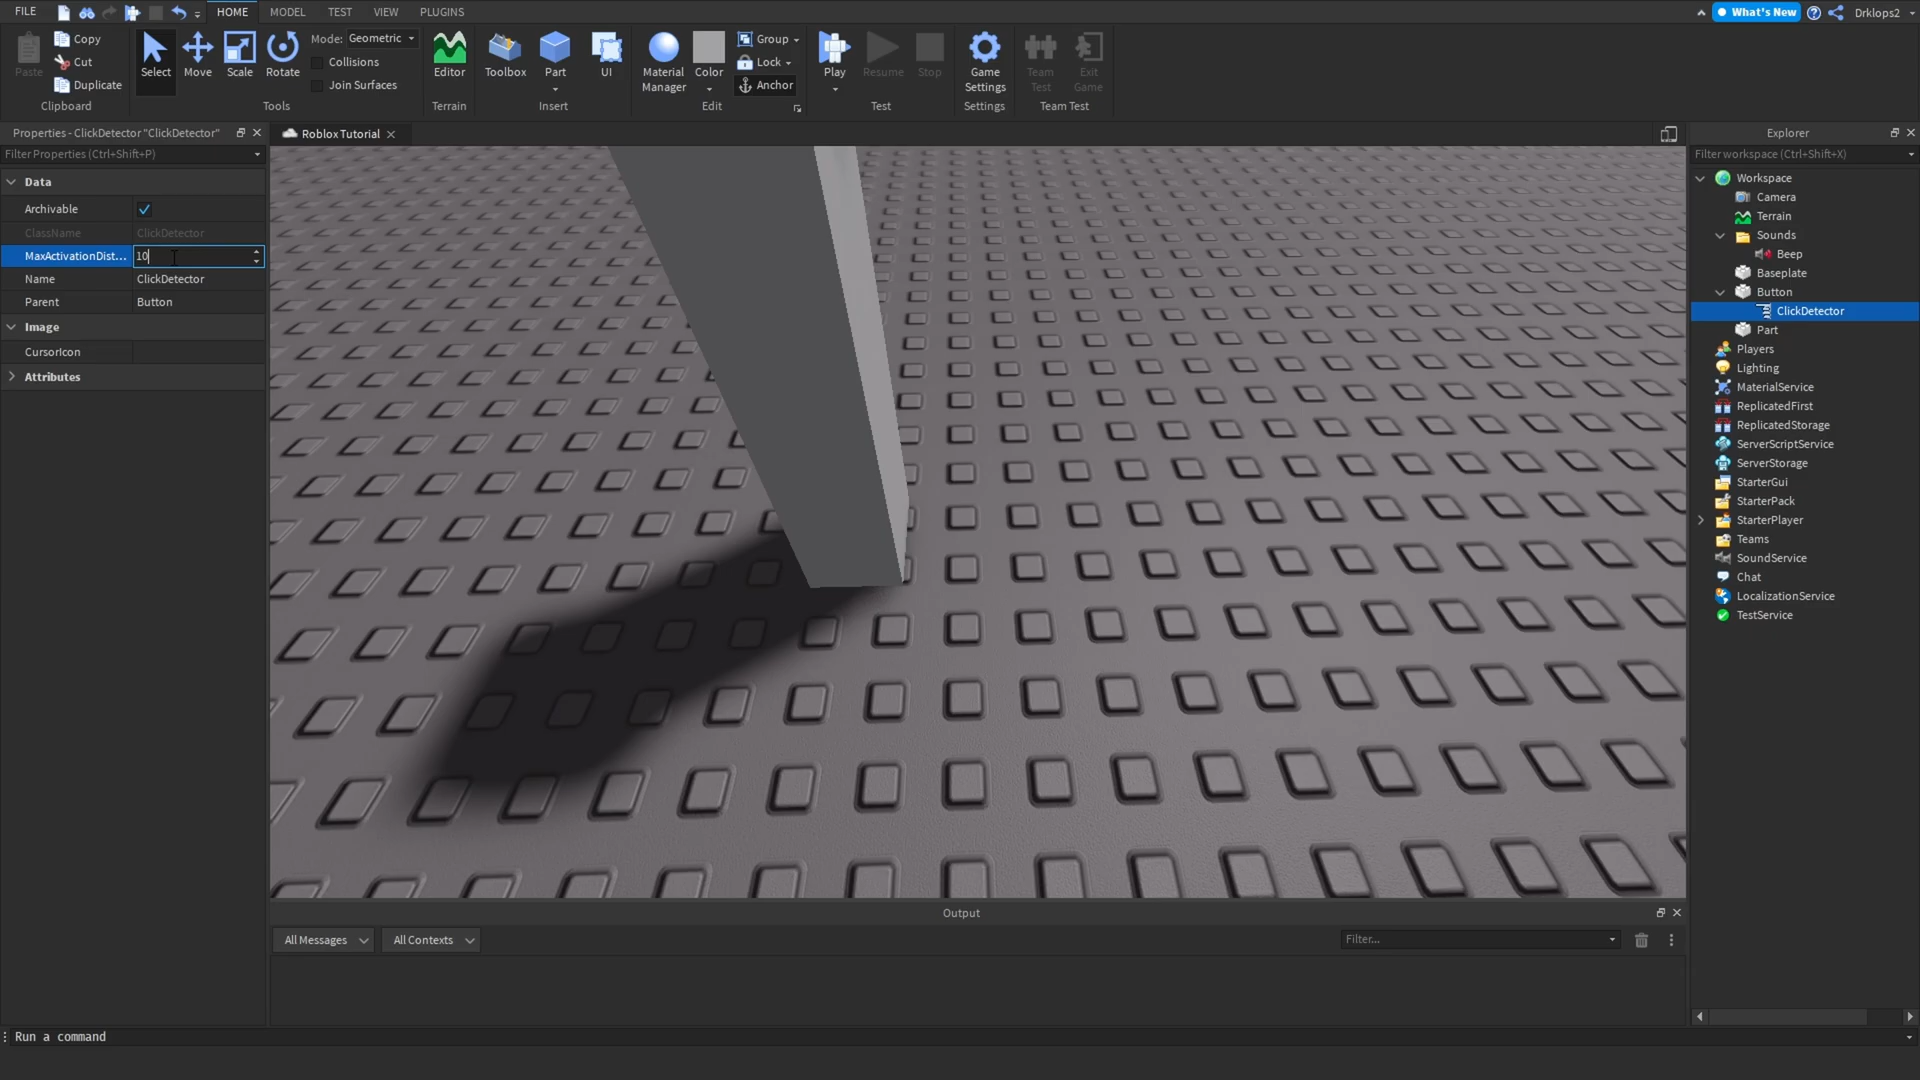 FILE
HOME
MODEL
TEST
VIEW
PLUGINS
What's New
Drklops2
Paste
Copy
Cut
Duplicate
Clipboard
Select
Move
Scale
Rotate
Mode: Geometric
Collisions
Join Surfaces
Tools
Editor
Terrain
Toolbox
Part
UI
Insert
Material Manager
Color
Group
Lock
Anchor
Edit
Play
Resume
Stop
Test
Game Settings
Settings
Team Test
Exit Game
Team Test
Properties - ClickDetector "ClickDetector"
Filter Properties (Ctrl+Shift+P)
Data
Archivable
ClassName ClickDetector
MaxActivationDist... 10
Name ClickDetector
Parent Button
Image
CursorIcon
Attributes
Roblox Tutorial
Explorer
Filter workspace (Ctrl+Shift+X)
Workspace
Camera
Terrain
Sounds
Beep
Baseplate
Button
ClickDetector
Part
Players
Lighting
MaterialService
ReplicatedFirst
ReplicatedStorage
ServerScriptService
ServerStorage
StarterGui
StarterPack
StarterPlayer
Teams
SoundService
Chat
LocalizationService
TestService
Output
All Messages
All Contexts
Filter...
Run a command